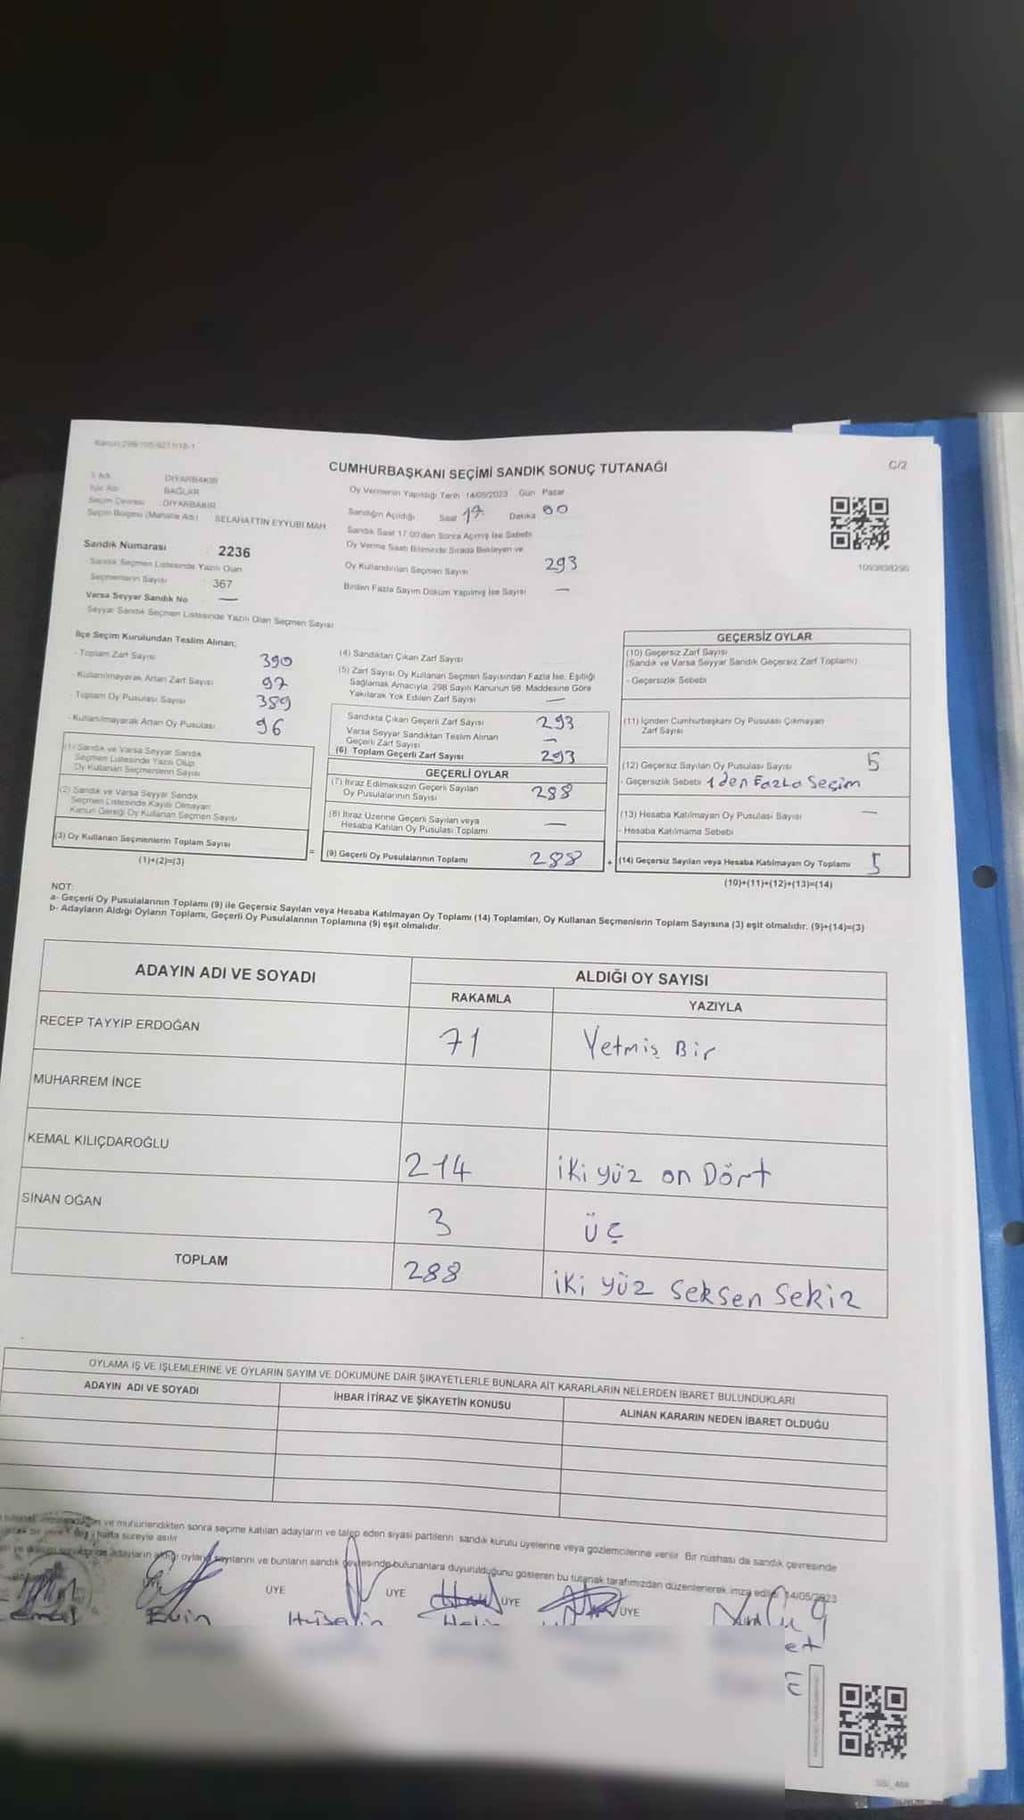 Kanun:298/105-6271/18-1
C/2
CUMHURBAŞKANI SEÇİMİ SANDIK SONUÇ TUTANAĞI
İl Adı DİYARBAKIR
İlçe Adı BAĞLAR
Seçim Çevresi DİYARBAKIR
Seçim Bölgesi (Mahalle Adı) SELAHATTİN EYYUBİ MAH
Sandık Numarası 2236
Sandık Seçmen Listesinde Yazılı Olan
Seçmenlerin Sayısı 367
Varsa Seyyar Sandık No —
Seyyar Sandık Seçmen Listesinde Yazılı Olan Seçmen Sayısı
Oy Vermenin Yapıldığı Tarih 14/05/2023 Gün Pazar
Sandığın Açıldığı Saat 17 Dakika 00
Sandık Saat 17.00'den Sonra Açılmış İse Sebebi
Oy Verme Saati Bitiminde Sırada Bekleyen ve
Oy Kullandırılan Seçmen Sayısı 293
Birden Fazla Sayım Döküm Yapılmış İse Sayısı —
1093838290
İlçe Seçim Kurulundan Teslim Alınan;
- Toplam Zarf Sayısı 390
- Kullanılmayarak Artan Zarf Sayısı 97
- Toplam Oy Pusulası Sayısı 389
- Kullanılmayarak Artan Oy Pusulası 96
(1) Sandık ve Varsa Seyyar Sandık
Seçmen Listesinde Yazılı Olup
Oy Kullanan Seçmenlerin Sayısı
(2) Sandık ve Varsa Seyyar Sandık
Seçmen Listesinde Kayıtlı Olmayan
Kanun Gereği Oy Kullanan Seçmen Sayısı
(3) Oy Kullanan Seçmenlerin Toplam Sayısı
(1)+(2)=(3)
(4) Sandıktan Çıkan Zarf Sayısı
(5) Zarf Sayısı Oy Kullanan Seçmen Sayısından Fazla İse, Eşitliği
Sağlamak Amacıyla, 298 Sayılı Kanunun 98. Maddesine Göre
Yakılarak Yok Edilen Zarf Sayısı —
Sandıkta Çıkan Geçerli Zarf Sayısı 293
Varsa Seyyar Sandıktan Teslim Alınan
Geçerli Zarf Sayısı —
(6) Toplam Geçerli Zarf Sayısı 293
GEÇERLİ OYLAR
(7) İtiraz Edilmeksizin Geçerli Sayılan
Oy Pusulalarının Sayısı 288
(8) İtiraz Üzerine Geçerli Sayılan veya
Hesaba Katılan Oy Pusulası Toplamı —
= (9) Geçerli Oy Pusulalarının Toplamı 288 +
GEÇERSİZ OYLAR
(10) Geçersiz Zarf Sayısı
(Sandık ve Varsa Seyyar Sandık Geçersiz Zarf Toplamı)
- Geçersizlik Sebebi
(11) İçinden Cumhurbaşkanı Oy Pusulası Çıkmayan
Zarf Sayısı
(12) Geçersiz Sayılan Oy Pusulası Sayısı 5
- Geçersizlik Sebebi 1 den Fazla Seçim
(13) Hesaba Katılmayan Oy Pusulası Sayısı —
- Hesaba Katılmama Sebebi
(14) Geçersiz Sayılan veya Hesaba Katılmayan Oy Toplamı 5
(10)+(11)+(12)+(13)=(14)
NOT:
a- Geçerli Oy Pusulalarının Toplamı (9) ile Geçersiz Sayılan veya Hesaba Katılmayan Oy Toplamı (14) Toplamları, Oy Kullanan Seçmenlerin Toplam Sayısına (3) eşit olmalıdır. (9)+(14)=(3)
b- Adayların Aldığı Oyların Toplamı, Geçerli Oy Pusulalarının Toplamına (9) eşit olmalıdır.
ADAYIN ADI VE SOYADI ALDIĞI OY SAYISI
RAKAMLA YAZIYLA
RECEP TAYYİP ERDOĞAN 71 Yetmiş Bir
MUHARREM İNCE
KEMAL KILIÇDAROĞLU 214 iki yüz on Dört
SİNAN OĞAN 3 üç
TOPLAM 288 iki yüz seksen sekiz
OYLAMA İŞ VE İŞLEMLERİNE VE OYLARIN SAYIM VE DÖKÜMÜNE DAİR ŞİKAYETLERLE BUNLARA AİT KARARLARIN NELERDEN İBARET BULUNDUKLARI
ADAYIN ADI VE SOYADI İHBAR İTİRAZ VE ŞİKAYETİN KONUSU ALINAN KARARIN NEDEN İBARET OLDUĞU
ve mühürlendikten sonra seçime katılan adayların ve talep eden siyasi partilerin sandık kurulu üyelerine veya gözlemcilerine verilir. Bir nüshası da sandık çevresinde
hafta süreyle asılır
adayların aldığı oyların sayılarını ve bunların sandık çevresinde bulunanlara duyurulduğunu gösteren bu tutanak tarafımızdan düzenlenerek imza edildi 14/05/2023
ÜYE ÜYE ÜYE ÜYE
Evin Hüseyin
et
E